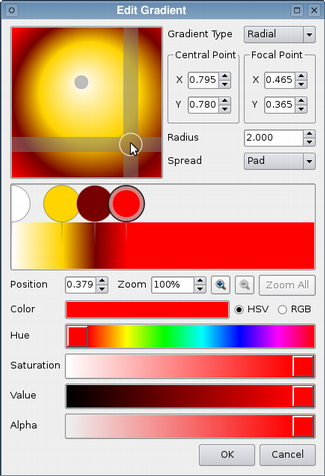 Edit Gradient
Gradient Type Radial
Central Point Focal Point
X 0.795 X 0.465
Y 0.780 Y 0.365
Radius 2.000
Spread Pad
Position 0.379 Zoom 100% Zoom All
Color HSV RGB
Hue
Saturation
Value
Alpha
OK Cancel